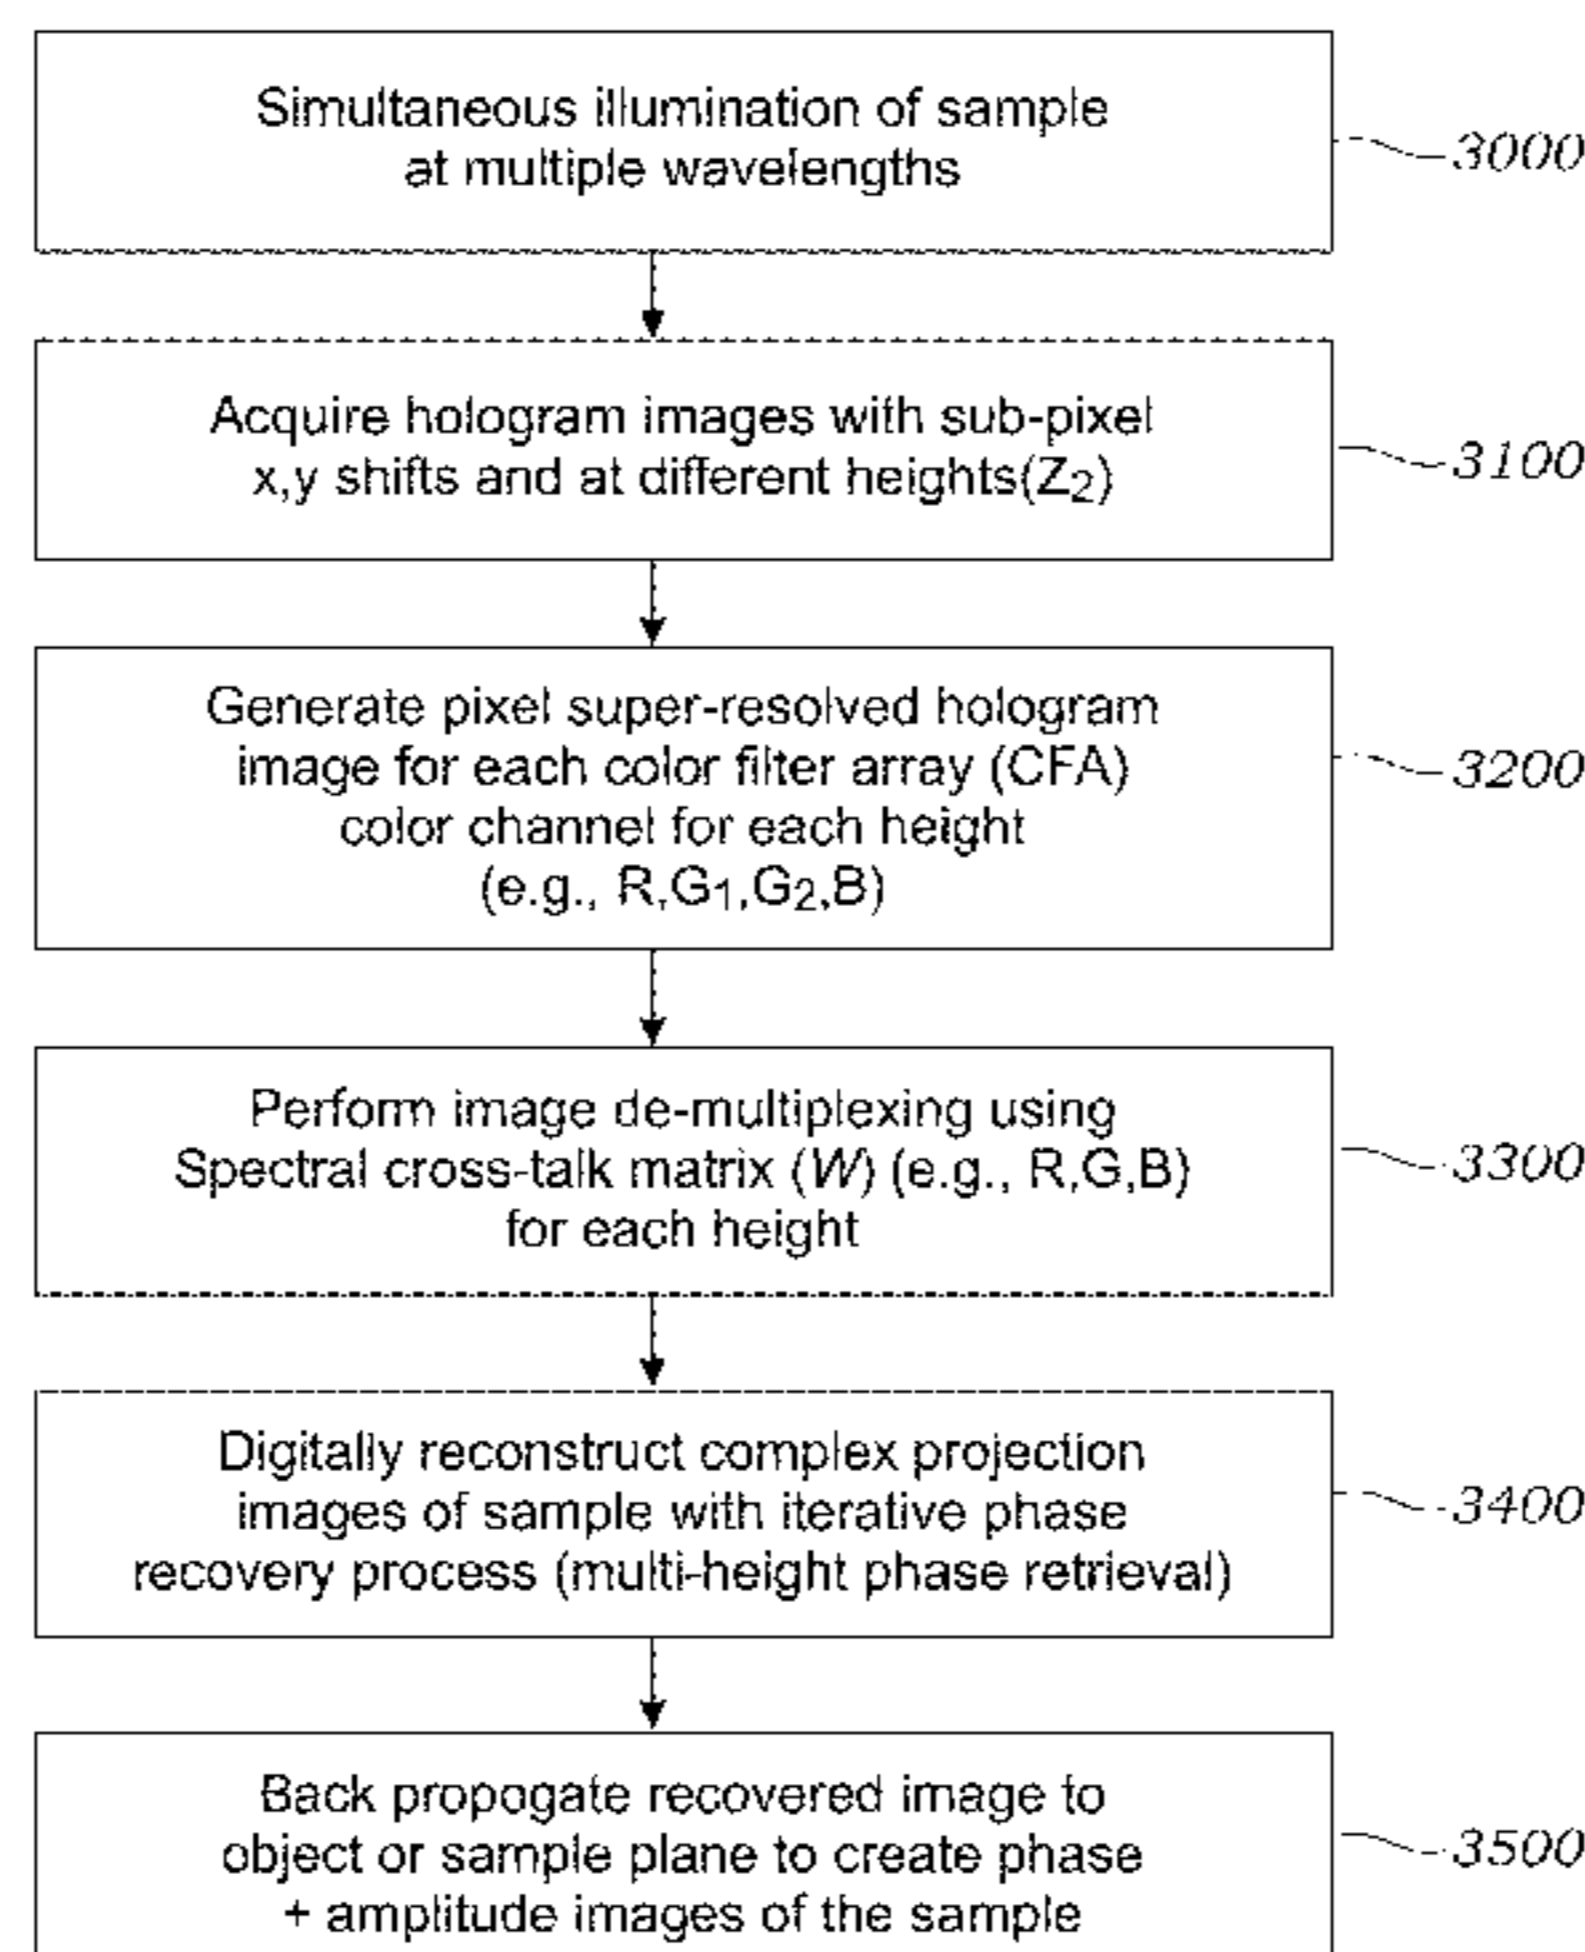 Simultaneous illumination of sample
at multiple wavelengths
3000
Acquire hologram images with sub-pixel
x,y shifts and at different heights(Z2)
3100
Generate pixel super-resolved hologram
image for each color filter array (CFA)
color channel for each height
(e.g., R,G1,G2,B)
3200
Perform image de-multiplexing using
Spectral cross-talk matrix (W) (e.g., R,G,B)
for each height
3300
Digitally reconstruct complex projection
images of sample with iterative phase
recovery process (multi-height phase retrieval)
3400
Back propogate recovered image to
object or sample plane to create phase
+ amplitude images of the sample
3500